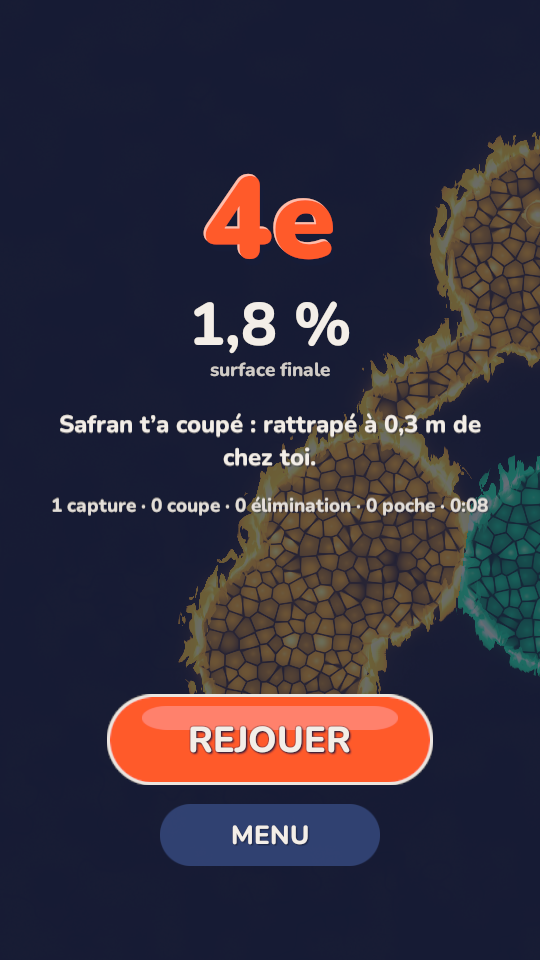 4e
1,8 %
surface finale
Safran t’a coupé : rattrapé à 0,3 m de
chez toi.
1 capture · 0 coupe · 0 élimination · 0 poche · 0:08
REJOUER
MENU